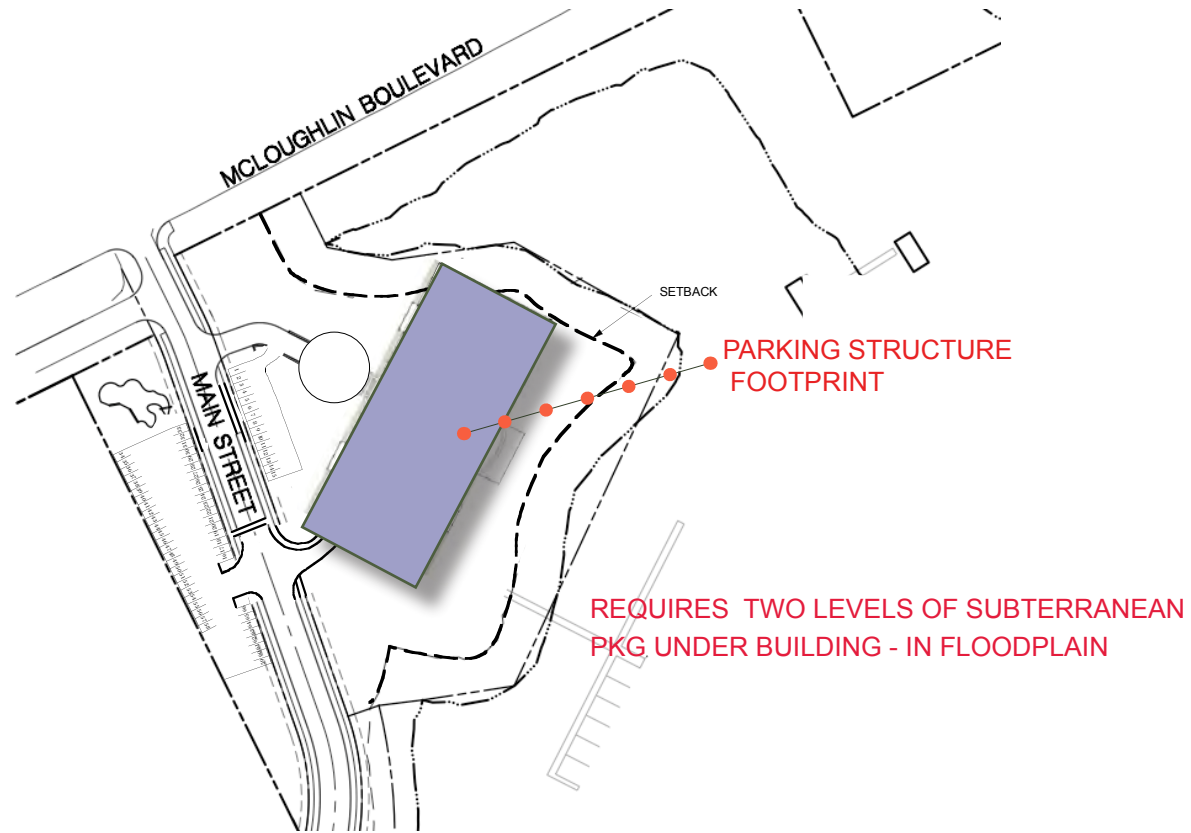 MCLOUGHLIN BOULEVARD
SETBACK
PARKING STRUCTURE
FOOTPRINT
MAIN STREET
REQUIRES TWO LEVELS OF SUBTERRANEAN
PKG UNDER BUILDING - IN FLOODPLAIN